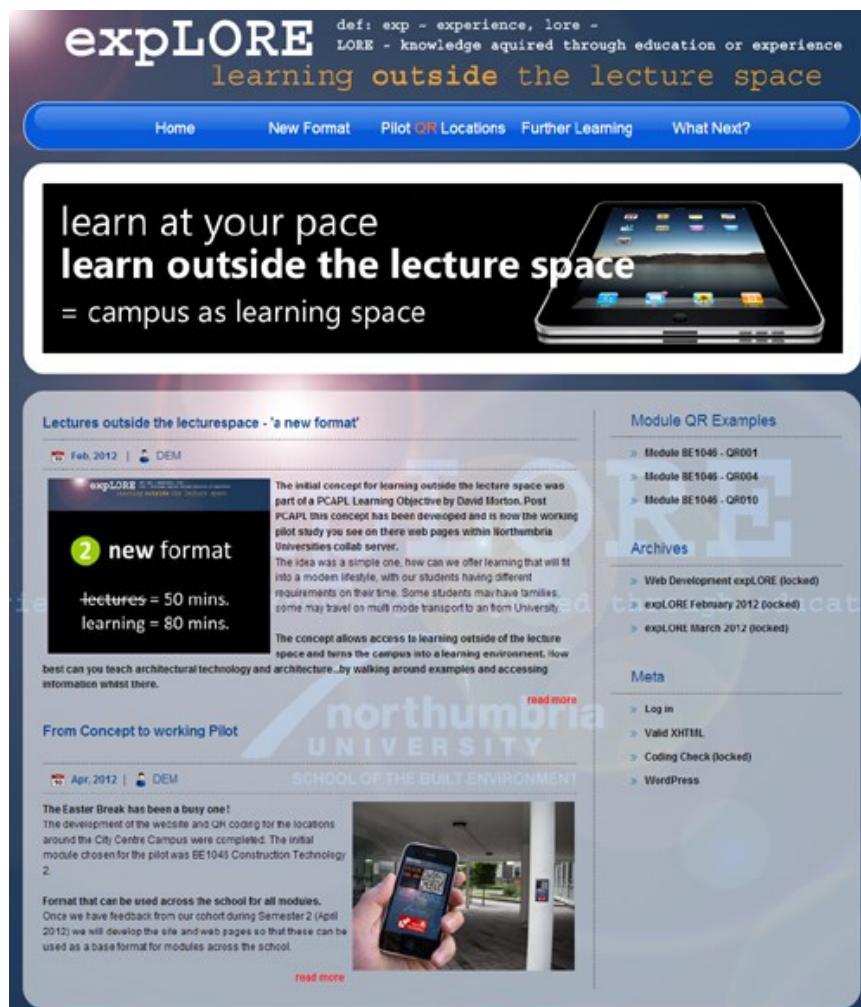 expLORE
def: exp ~ experience, lore ~
LORE - knowledge aquired through education or experience
learning outside the lecture space
Home New Format Pilot QR Locations Further Learning What Next?
learn at your pace
learn outside the lecture space
= campus as learning space
Lectures outside the lecturespace - 'a new format'
Feb, 2012 | DEM
expLORE
learning outside the lecture space
2 new format
lectures = 50 mins.
learning = 80 mins.
The initial concept for learning outside the lecture space was
part of a PCAPL Learning Objective by David Morton. Post
PCAPL this concept has been developed and is now the working
pilot study you see on there web pages within Northumbria
Universities collab server.
The idea was a simple one, how can we offer learning that will fit
into a modern lifestyle, with our students having different
requirements on their time. Some students may have families,
some may travel on multi mode transport to an from University.
The concept allows access to learning outside of the lecture
space and turns the campus into a learning environment. How
best can you teach architectural technology and architecture...by walking around examples and accessing
information whilst there.
read more
From Concept to working Pilot
Apr, 2012 | DEM
The Easter Break has been a busy one!
The development of the website and QR coding for the locations
around the City Centre Campus were completed. The initial
module chosen for the pilot was BE1046 Construction Technology
2.
Format that can be used across the school for all modules.
Once we have feedback from our cohort during Semester 2 (April
2012) we will develop the site and web pages so that these can be
used as a base format for modules across the school.
read more
Module QR Examples
Module BE1046 - QR001
Module BE1046 - QR004
Module BE1046 - QR010
Archives
Web Development expLORE (locked)
expLORE February 2012 (locked)
expLORE March 2012 (locked)
Meta
Log in
Valid XHTML
Coding Check (locked)
WordPress
LORE
northumbria
UNIVERSITY
SCHOOL OF THE BUILT ENVIRONMENT